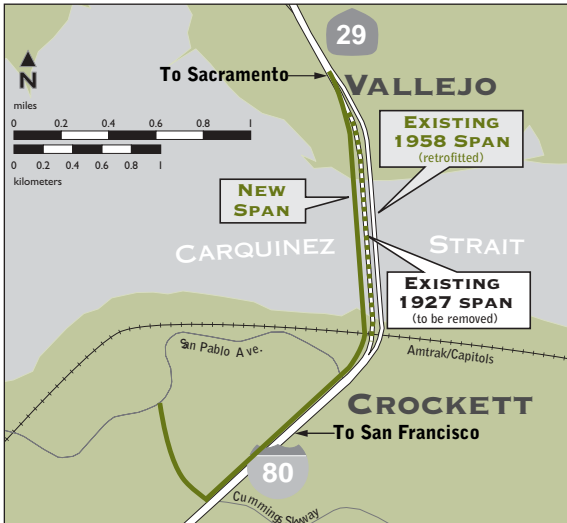 29
N
To Sacramento
VALLEJO
miles
0 0.2 0.4 0.6 0.8 1
0 0.2 0.4 0.6 0.8 1
kilometers
EXISTING
1958 SPAN
(retrofitted)
NEW
SPAN
CARQUINEZ STRAIT
EXISTING
1927 SPAN
(to be removed)
San Pablo Ave.
Amtrak/Capitols
CROCKETT
To San Francisco
80
Cummings Skyway